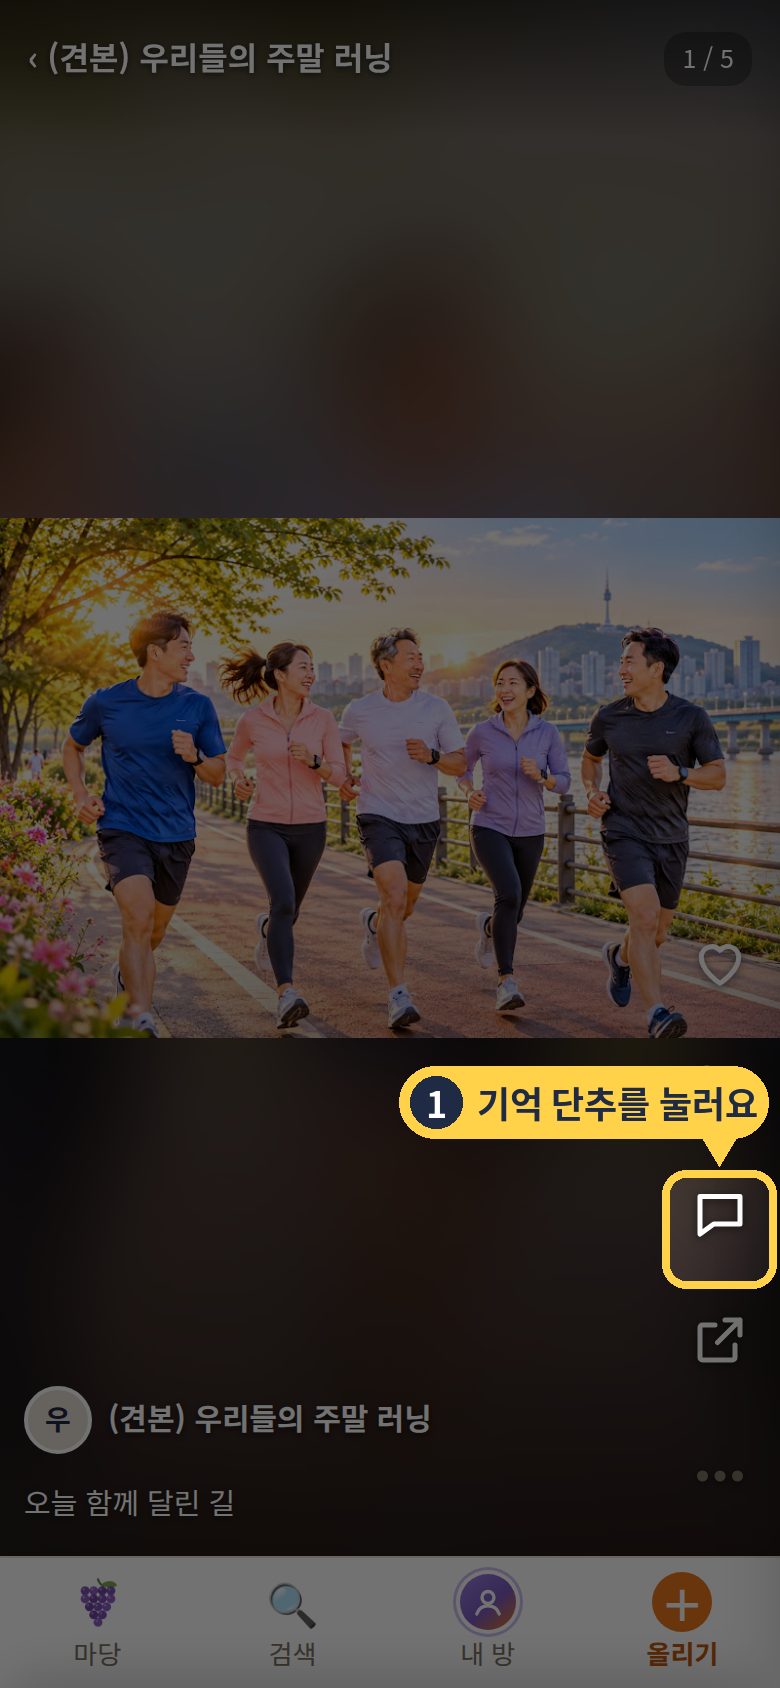 ‹ (견본) 우리들의 주말 러닝
1 / 5
1 기억 단추를 눌러요
우 (견본) 우리들의 주말 러닝
오늘 함께 달린 길
마당 검색 내 방 올리기